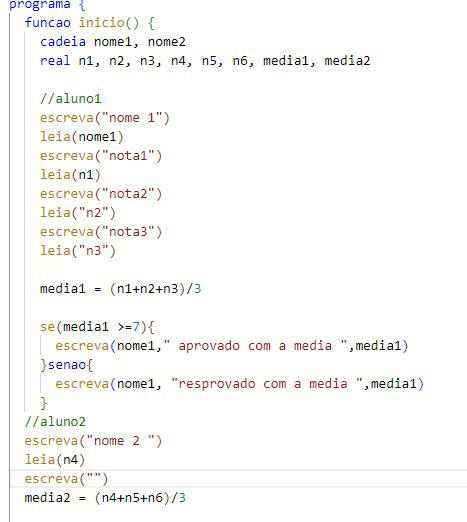 programa {
funcao inicio() {
cadeia nome1, nome2
real n1, n2, n3, n4, n5, n6, media1, media2
//aluno1
escreva("nome 1")
leia(nome1)
escreva("nota1")
leia(n1)
escreva("nota2")
leia("n2")
escreva("nota3")
leia("n3")
media1 = (n1+n2+n3)/3
se(media1 >=7){
escreva(nome1," aprovado com a media ",media1)
}senao{
escreva(nome1, "resprovado com a media ",media1)
}
//aluno2
escreva("nome 2 ")
leia(n4)
escreva("")
media2 = (n4+n5+n6)/3